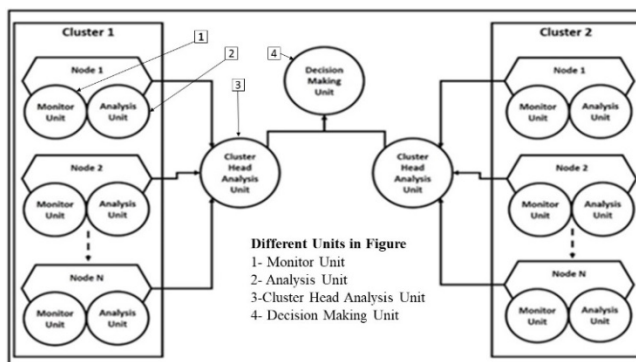 Cluster 1
Node 1
Monitor
Unit
Analysis
Unit
Node 2
Monitor
Unit
Analysis
Unit
Node N
Monitor
Unit
Analysis
Unit
1
2
3
4
Cluster
Head
Analysis
Unit
Decision
Making
Unit
Cluster
Head
Analysis
Unit
Different Units in Figure
1- Monitor Unit
2- Analysis Unit
3-Cluster Head Analysis Unit
4- Decision Making Unit
Cluster 2
Node 1
Monitor
Unit
Analysis
Unit
Node 2
Monitor
Unit
Analysis
Unit
Node N
Monitor
Unit
Analysis
Unit